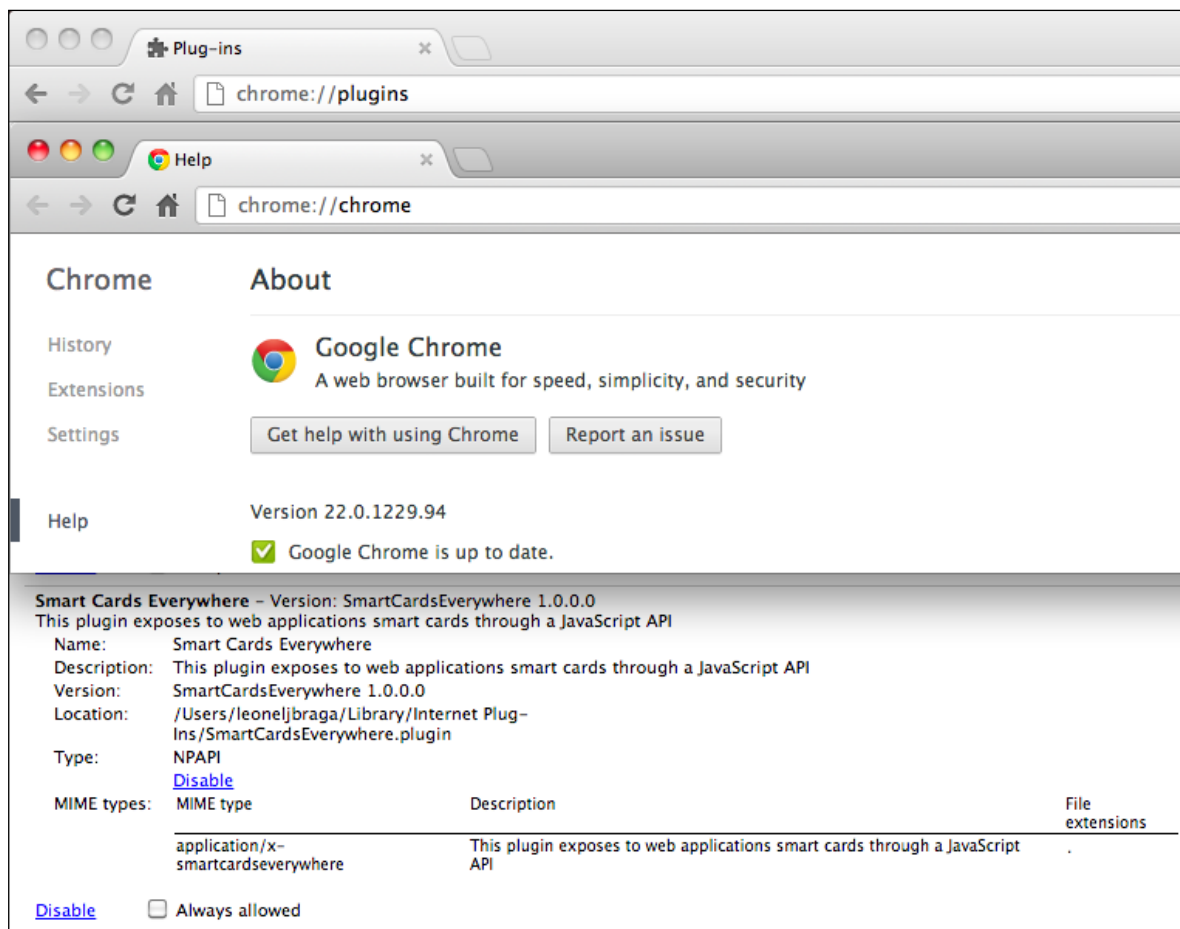 Plug-ins
chrome://plugins
Help
chrome://chrome
Chrome
About
History
Extensions
Settings
Google Chrome
A web browser built for speed, simplicity, and security
Get help with using Chrome
Report an issue
Help
Version 22.0.1229.94
Google Chrome is up to date.
Smart Cards Everywhere - Version: SmartCardsEverywhere 1.0.0.0
This plugin exposes to web applications smart cards through a JavaScript API
Name: Smart Cards Everywhere
Description: This plugin exposes to web applications smart cards through a JavaScript API
Version: SmartCardsEverywhere 1.0.0.0
Location: /Users/leoneljbraga/Library/Internet Plug-
Ins/SmartCardsEverywhere.plugin
Type: NPAPI
Disable
MIME types: MIME type Description File
extensions
application/x- This plugin exposes to web applications smart cards through a JavaScript .
smartcardseverywhere API
Disable Always allowed